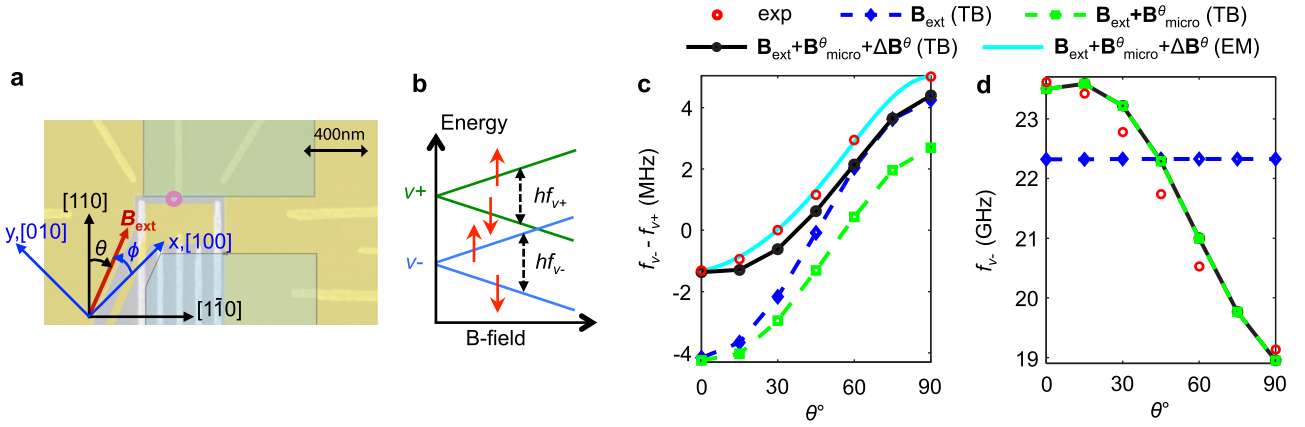 exp
B_ext (TB)
B_ext+B^θ_micro (TB)
B_ext+B^θ_micro+ΔB^θ (TB)
B_ext+B^θ_micro+ΔB^θ (EM)
a
400nm
[110]
B_ext
y,[010]
θ
ϕ
x,[100]
[11̄0]
b
Energy
v+
hf_v+
v-
hf_v-
B-field
c
f_v- - f_v+ (MHz)
4
2
0
-2
-4
0 30 60 90
θ°
d
f_v- (GHz)
23
22
21
20
19
0 30 60 90
θ°